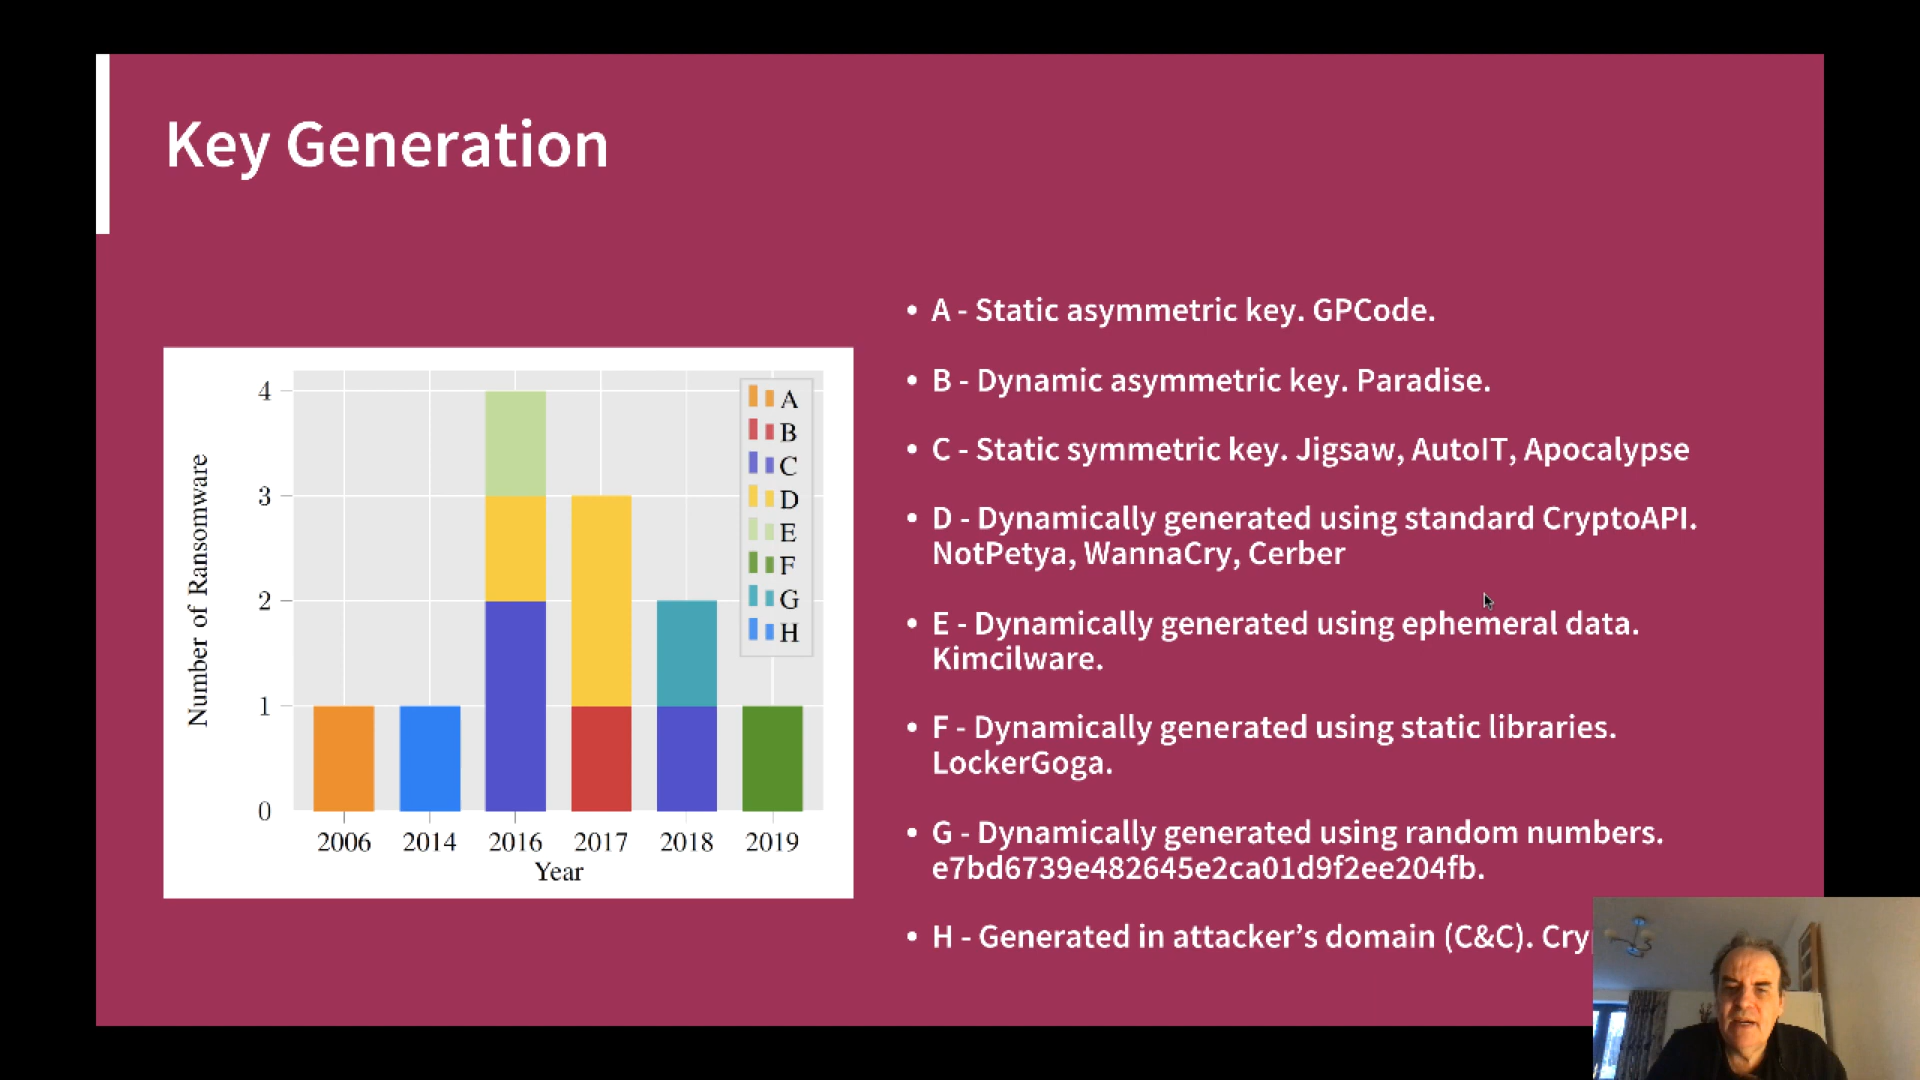 Key Generation
• A - Static asymmetric key. GPCode.
• B - Dynamic asymmetric key. Paradise.
• C - Static symmetric key. Jigsaw, AutoIT, Apocalypse
• D - Dynamically generated using standard CryptoAPI.
NotPetya, WannaCry, Cerber
• E - Dynamically generated using ephemeral data.
Kimcilware.
• F - Dynamically generated using static libraries.
LockerGoga.
• G - Dynamically generated using random numbers.
e7bd6739e482645e2ca01d9f2ee204fb.
• H - Generated in attacker’s domain (C&C).
Number of Ransomware
4
3
2
1
0
2006 2014 2016 2017 2018 2019
Year
A
B
C
D
E
F
G
H